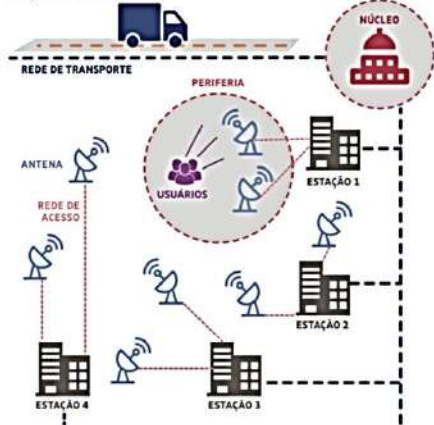 NÚCLEO
REDE DE TRANSPORTE
PERIFERIA
ANTENA
USUÁRIOS
ESTAÇÃO 1
REDE DE
ACESSO
ESTAÇÃO 2
ESTAÇÃO 4
ESTAÇÃO 3